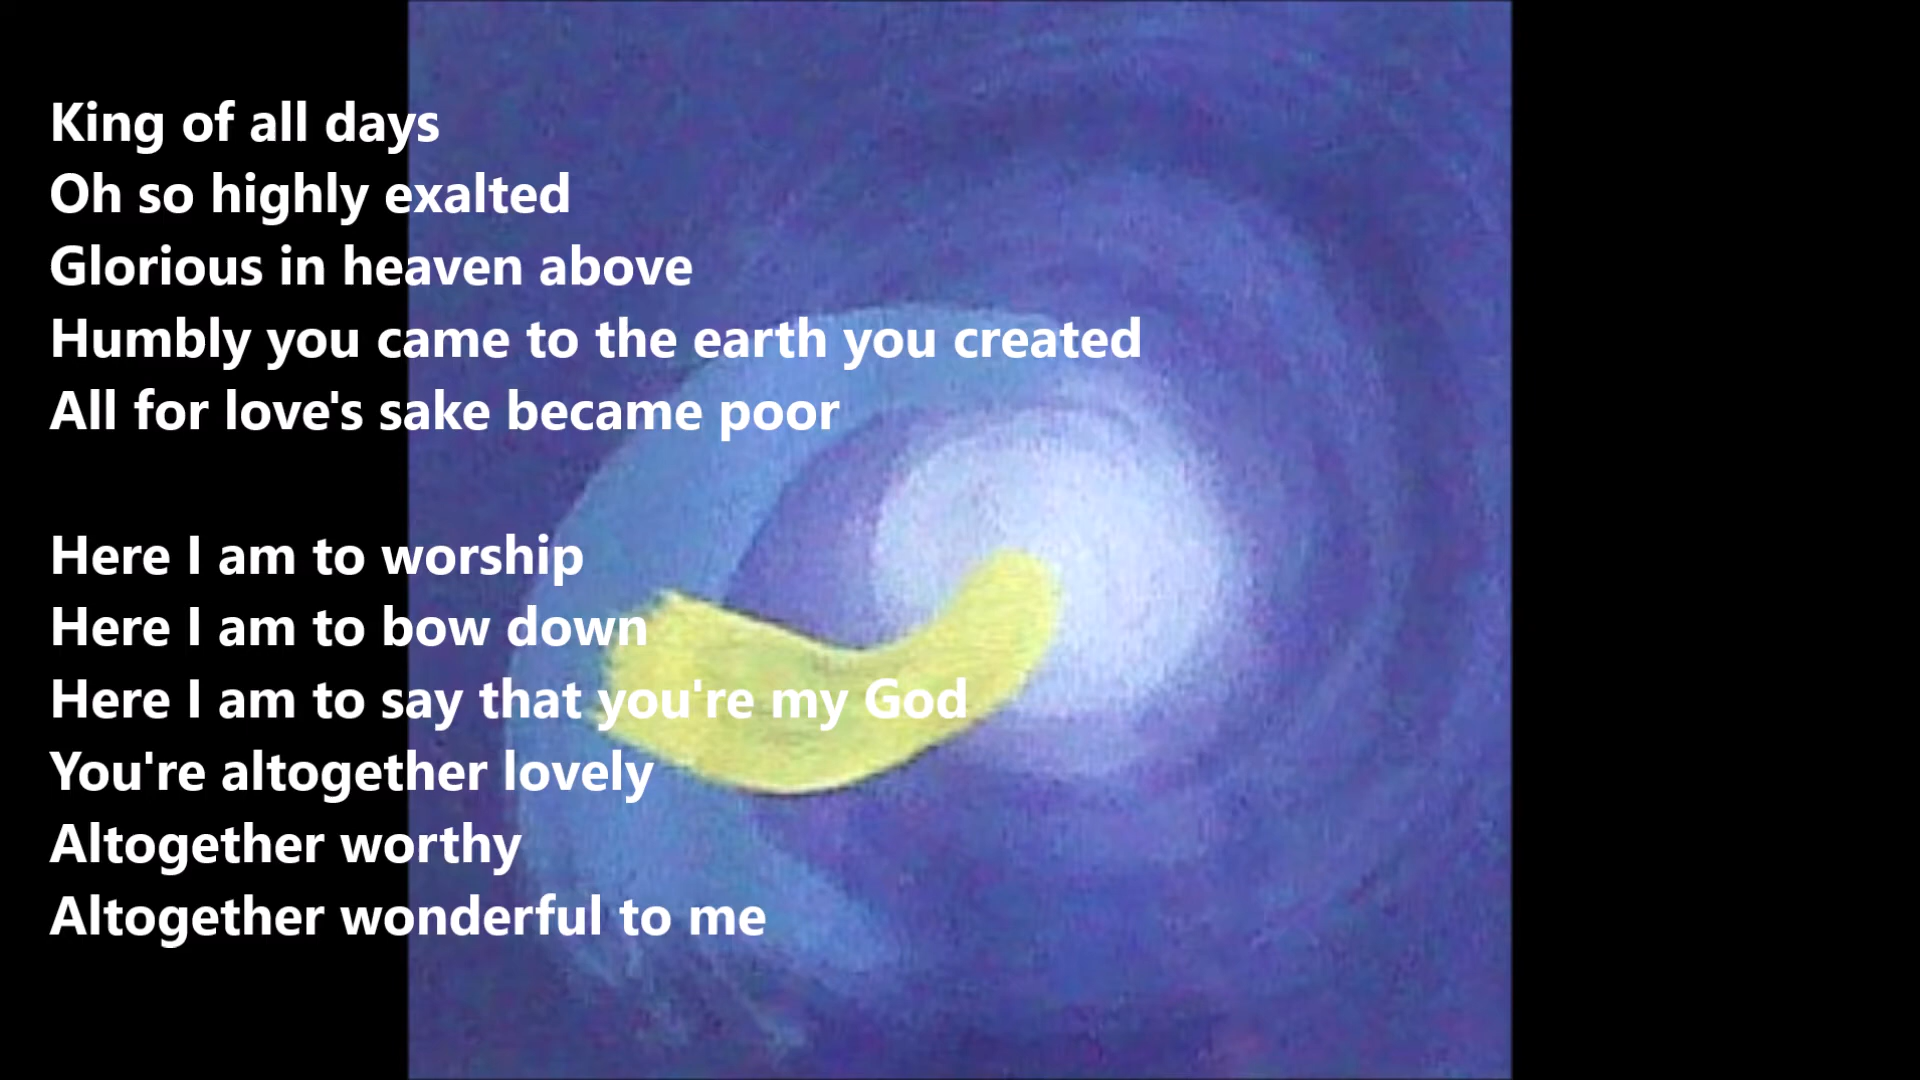 King of all days
Oh so highly exalted
Glorious in heaven above
Humbly you came to the earth you created
All for love's sake became poor
Here I am to worship
Here I am to bow down
Here I am to say that you're my God
You're altogether lovely
Altogether worthy
Altogether wonderful to me